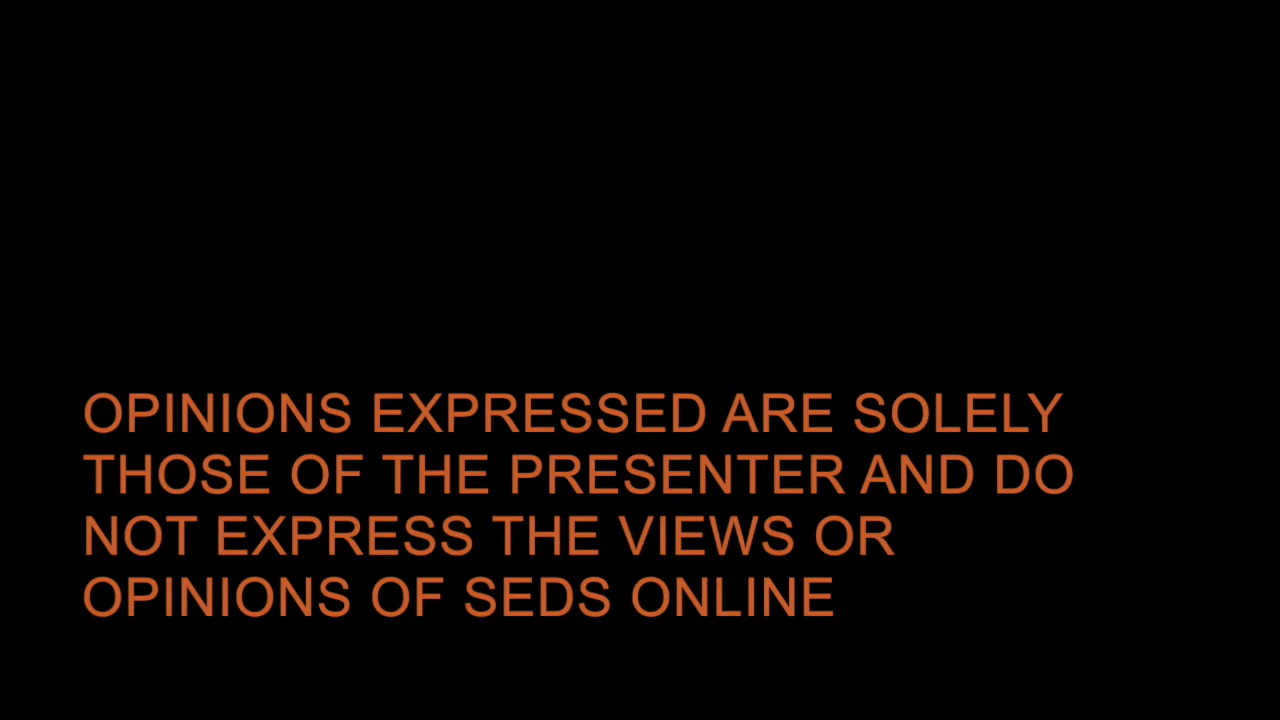 OPINIONS EXPRESSED ARE SOLELY
THOSE OF THE PRESENTER AND DO
NOT EXPRESS THE VIEWS OR
OPINIONS OF SEDS ONLINE